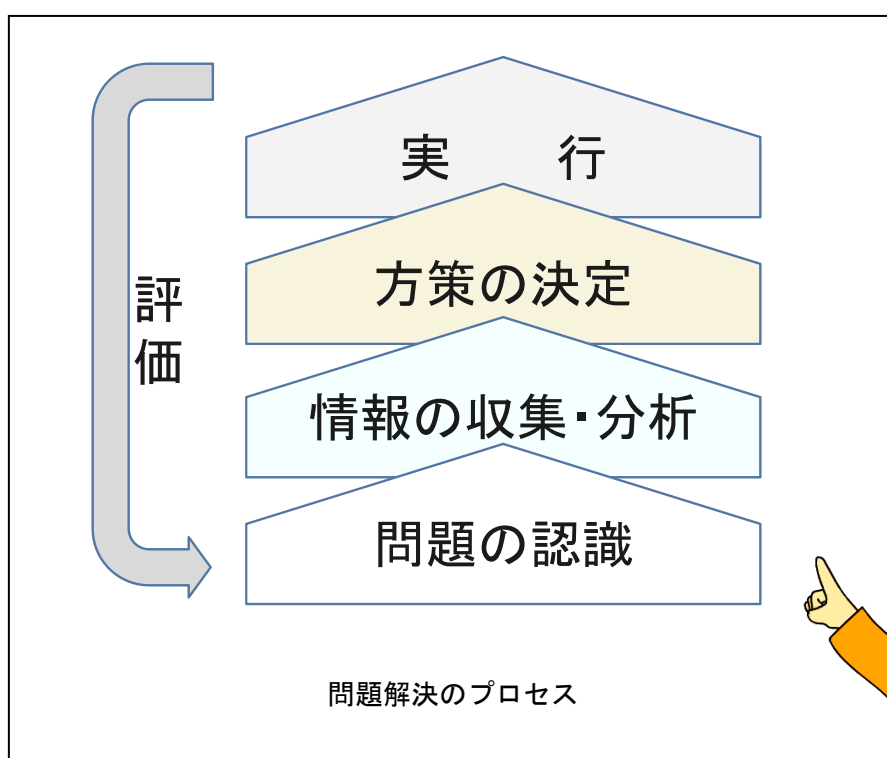 実　　行
方策の決定
評価
情報の収集・分析
問題の認識
問題解決のプロセス